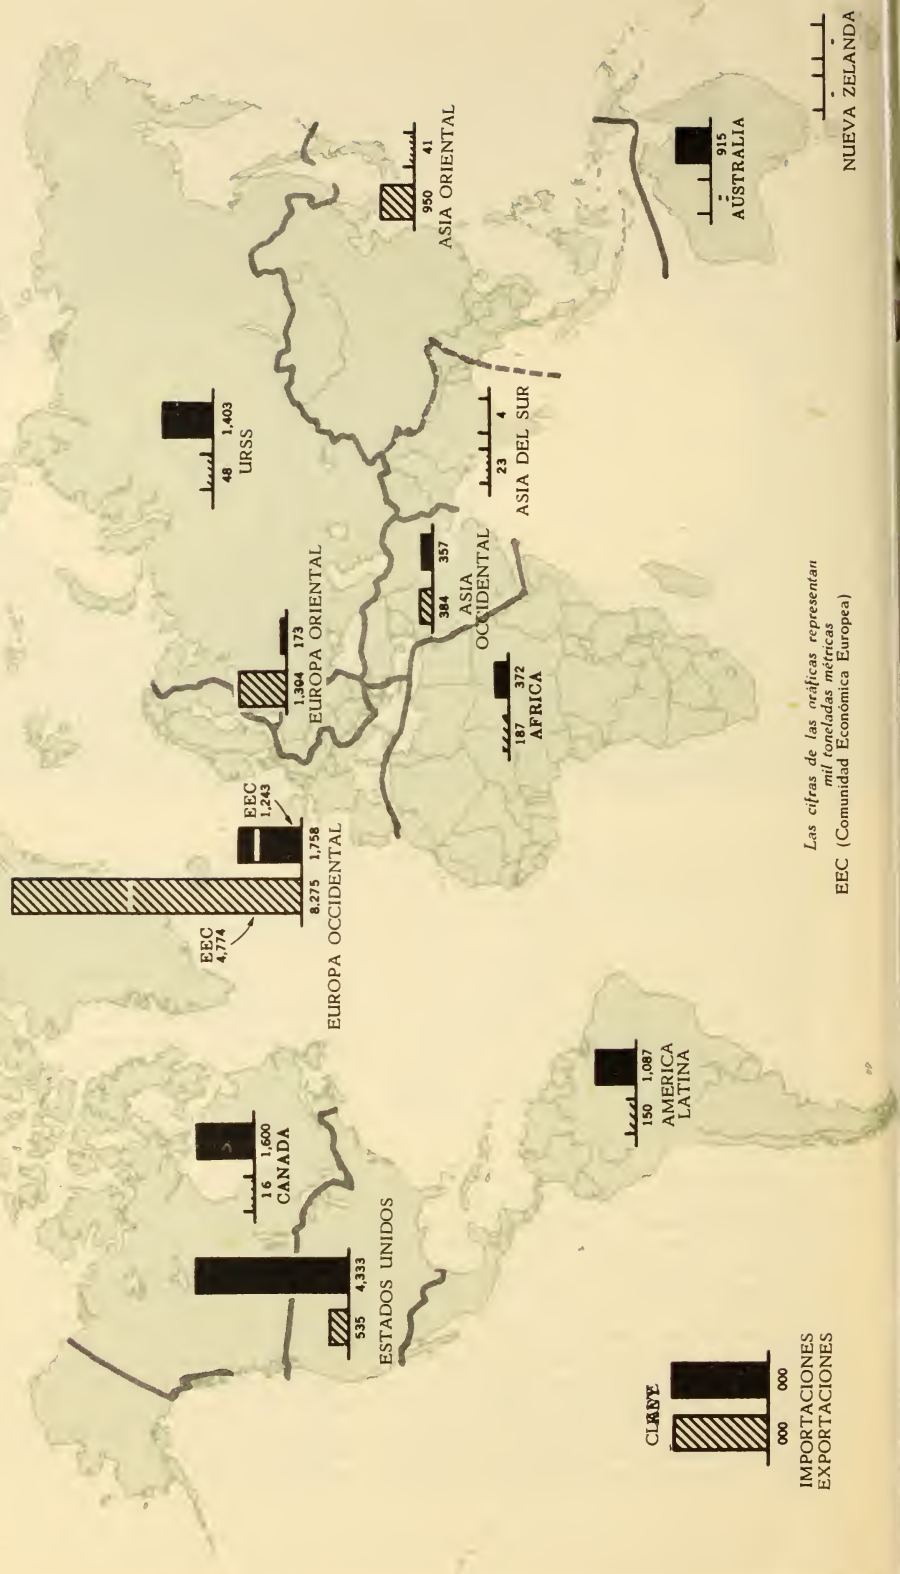 EEC
4,774
EEC
1,243
8.275 1,758
EUROPA OCCIDENTAL
1,304 173
EUROPA ORIENTAL
48 1,403
URSS
16 1,600
CANADA
535 4,333
ESTADOS UNIDOS
384 357
ASIA
OCCIDENTAL
950 41
ASIA ORIENTAL
23 4
ASIA DEL SUR
187 372
AFRICA
150 1,087
AMERICA
LATINA
- 915
AUSTRALIA
- -
NUEVA ZELANDA
000 000
IMPORTACIONES
EXPORTACIONES
Las cifras de las oráficas representan
mil toneladas métricas
EEC (Comunidad Económica Europea)